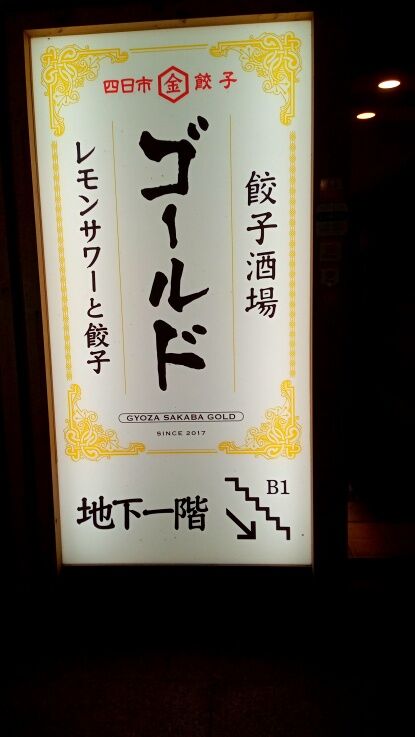 四日市 金 餃子
餃子酒場
ゴールド
レモンサワーと餃子
GYOZA SAKABA GOLD
SINCE 2017
B1
地下一階